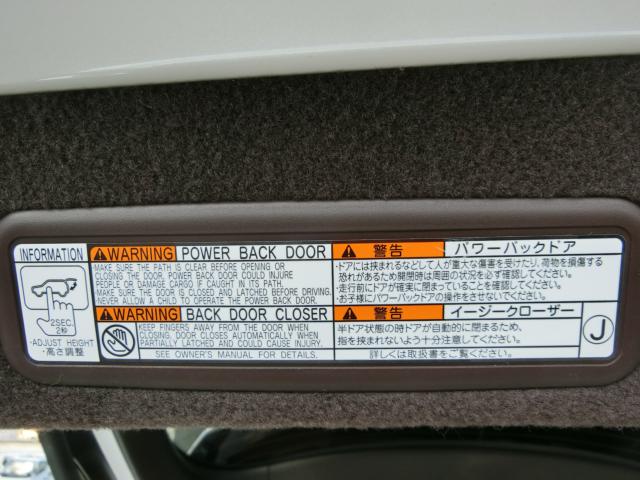 INFORMATION
2SEC.
2秒
・ADJUST HEIGHT
・高さ調整
WARNING POWER BACK DOOR
MAKE SURE THE PATH IS CLEAR BEFORE OPENING OR
CLOSING THE DOOR. POWER BACK DOOR COULD INJURE
PEOPLE OR DAMAGE CARGO IF CAUGHT IN ITS PATH.
MAKE SURE THE DOOR IS CLOSED AND LATCHED BEFORE DRIVING.
NEVER ALLOW A CHILD TO OPERATE THE POWER BACK DOOR.
WARNING BACK DOOR CLOSER
KEEP FINGERS AWAY FROM THE DOOR WHEN
CLOSING. DOOR CLOSES AUTOMATICALLY WHEN
PARTIALLY LATCHED AND COULD CAUSE INJURY.
SEE OWNER'S MANUAL FOR DETAILS.
警告 パワーバックドア
・ドアには挟まれるなどして人が重大な傷害を受けたり、荷物を損傷する
恐れがあるため開閉時は周囲の状況を必ず確認してください。
・走行前にドアが確実に閉まっていることを確認してください。
・お子様にパワーバックドアの操作をさせないでください。
警告 イージークローザー
半ドア状態の時ドアが自動的に閉まるため、
指を挟まれないよう十分注意してください。
詳しくは取扱書をご覧ください。
J